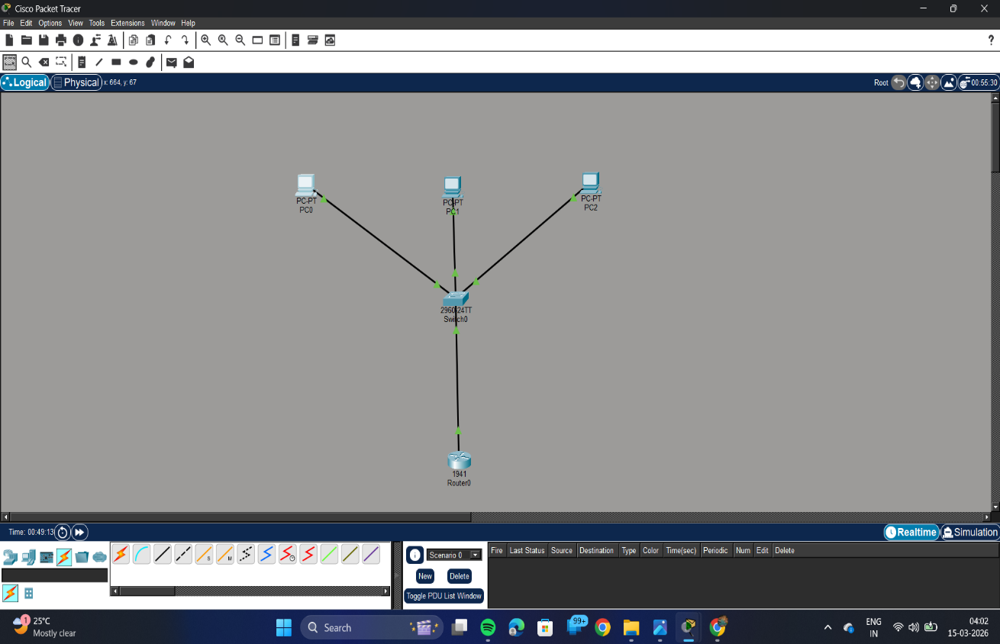 Cisco Packet Tracer
File Edit Options View Tools Extensions Window Help
?
Logical Physical x: 664, y: 67 Root 00:55:30
PC-PT
PC0
PC-PT
PC1
PC-PT
PC2
2960-24TT
Switch0
1941
Router0
Time: 00:49:13 Realtime Simulation
S M
Scenario 0
New Delete
Toggle PDU List Window
Fire Last Status Source Destination Type Color Time(sec) Periodic Num Edit Delete
1
25°C
Mostly clear
Search
99+
ENG
IN
04:02
15-03-2026